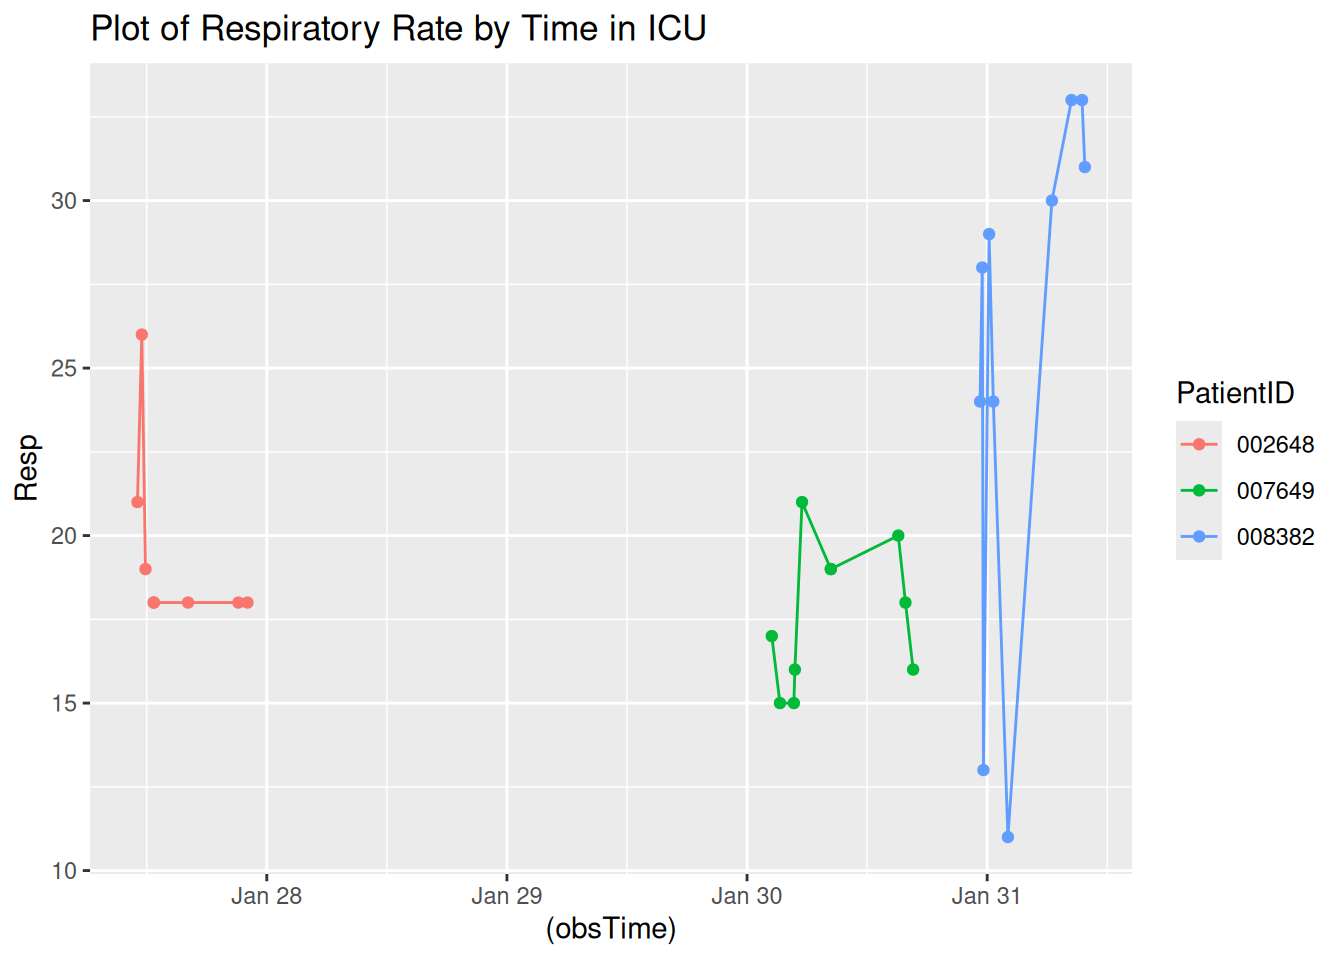 Plot of Respiratory Rate by Time in ICU
30
25
20
15
10
Resp
Jan 28 Jan 29 Jan 30 Jan 31
(obsTime)
PatientID
002648
007649
008382